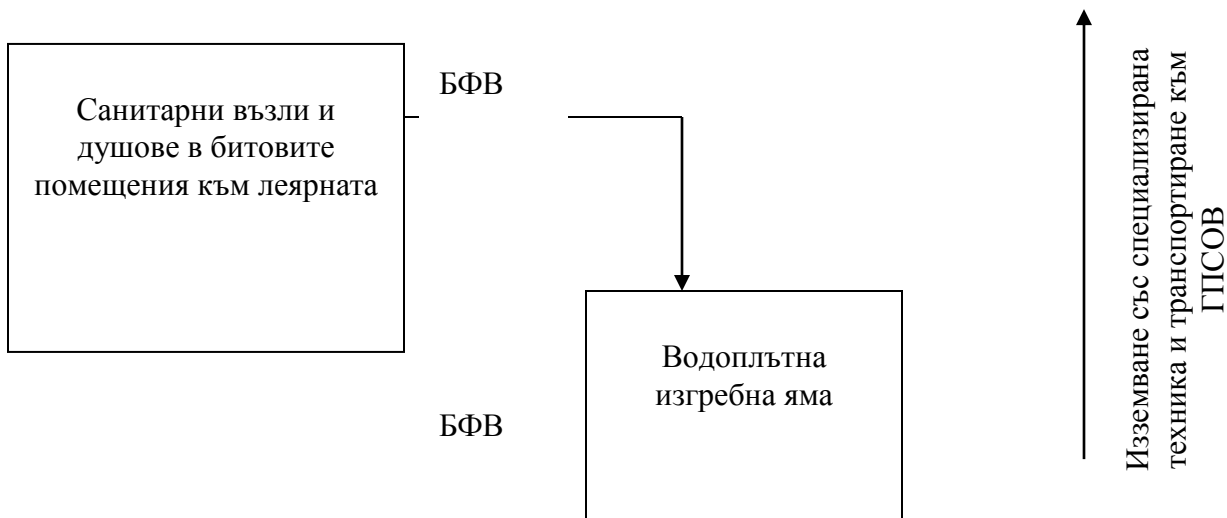 БФВ
Санитарни възли и
душове в битовите
помещения към леярната
Водоплътна
изгребна яма
БФВ
Изземване със специализирана
техника и транспортиране към
ГПСОВ